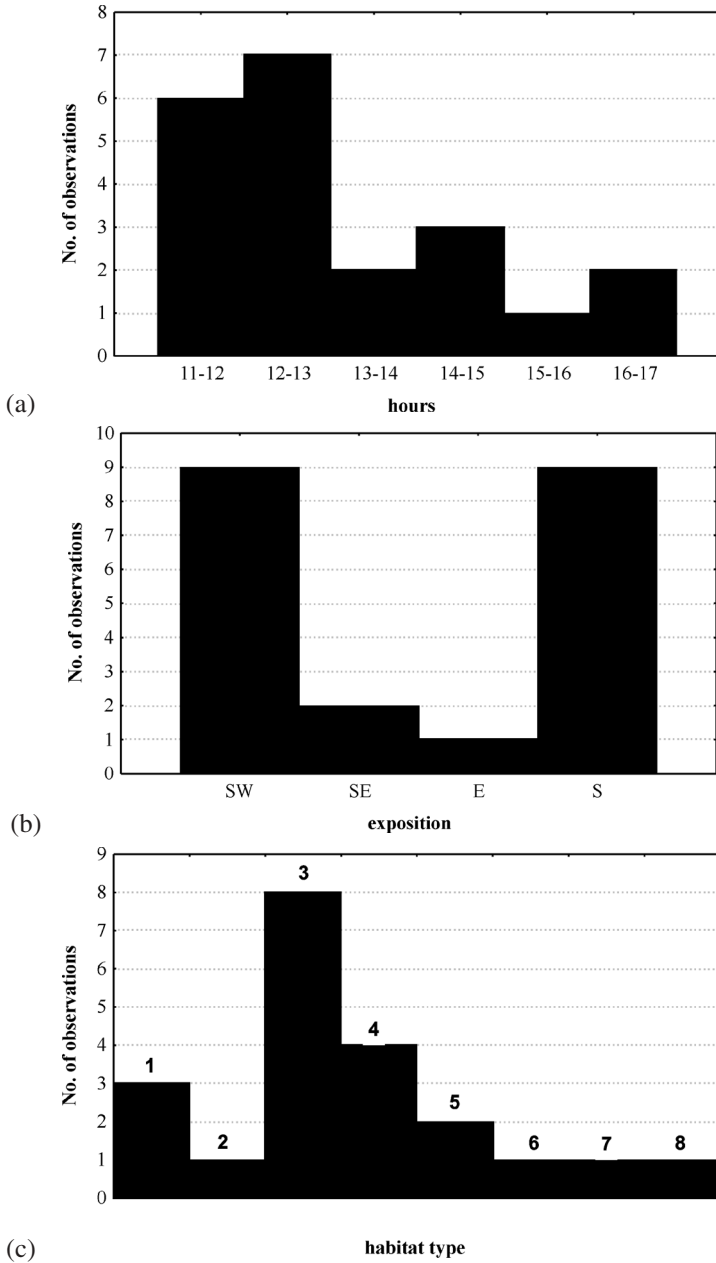 No. of observations
8
7
6
5
4
3
2
1
0
11-12 12-13 13-14 14-15 15-16 16-17
hours
(a)
No. of observations
10
9
8
7
6
5
4
3
2
1
0
SW SE E S
exposition
(b)
No. of observations
9
8
7
6
5
4
3
2
1
0
1 2 3 4 5 6 7 8
habitat type
(c)